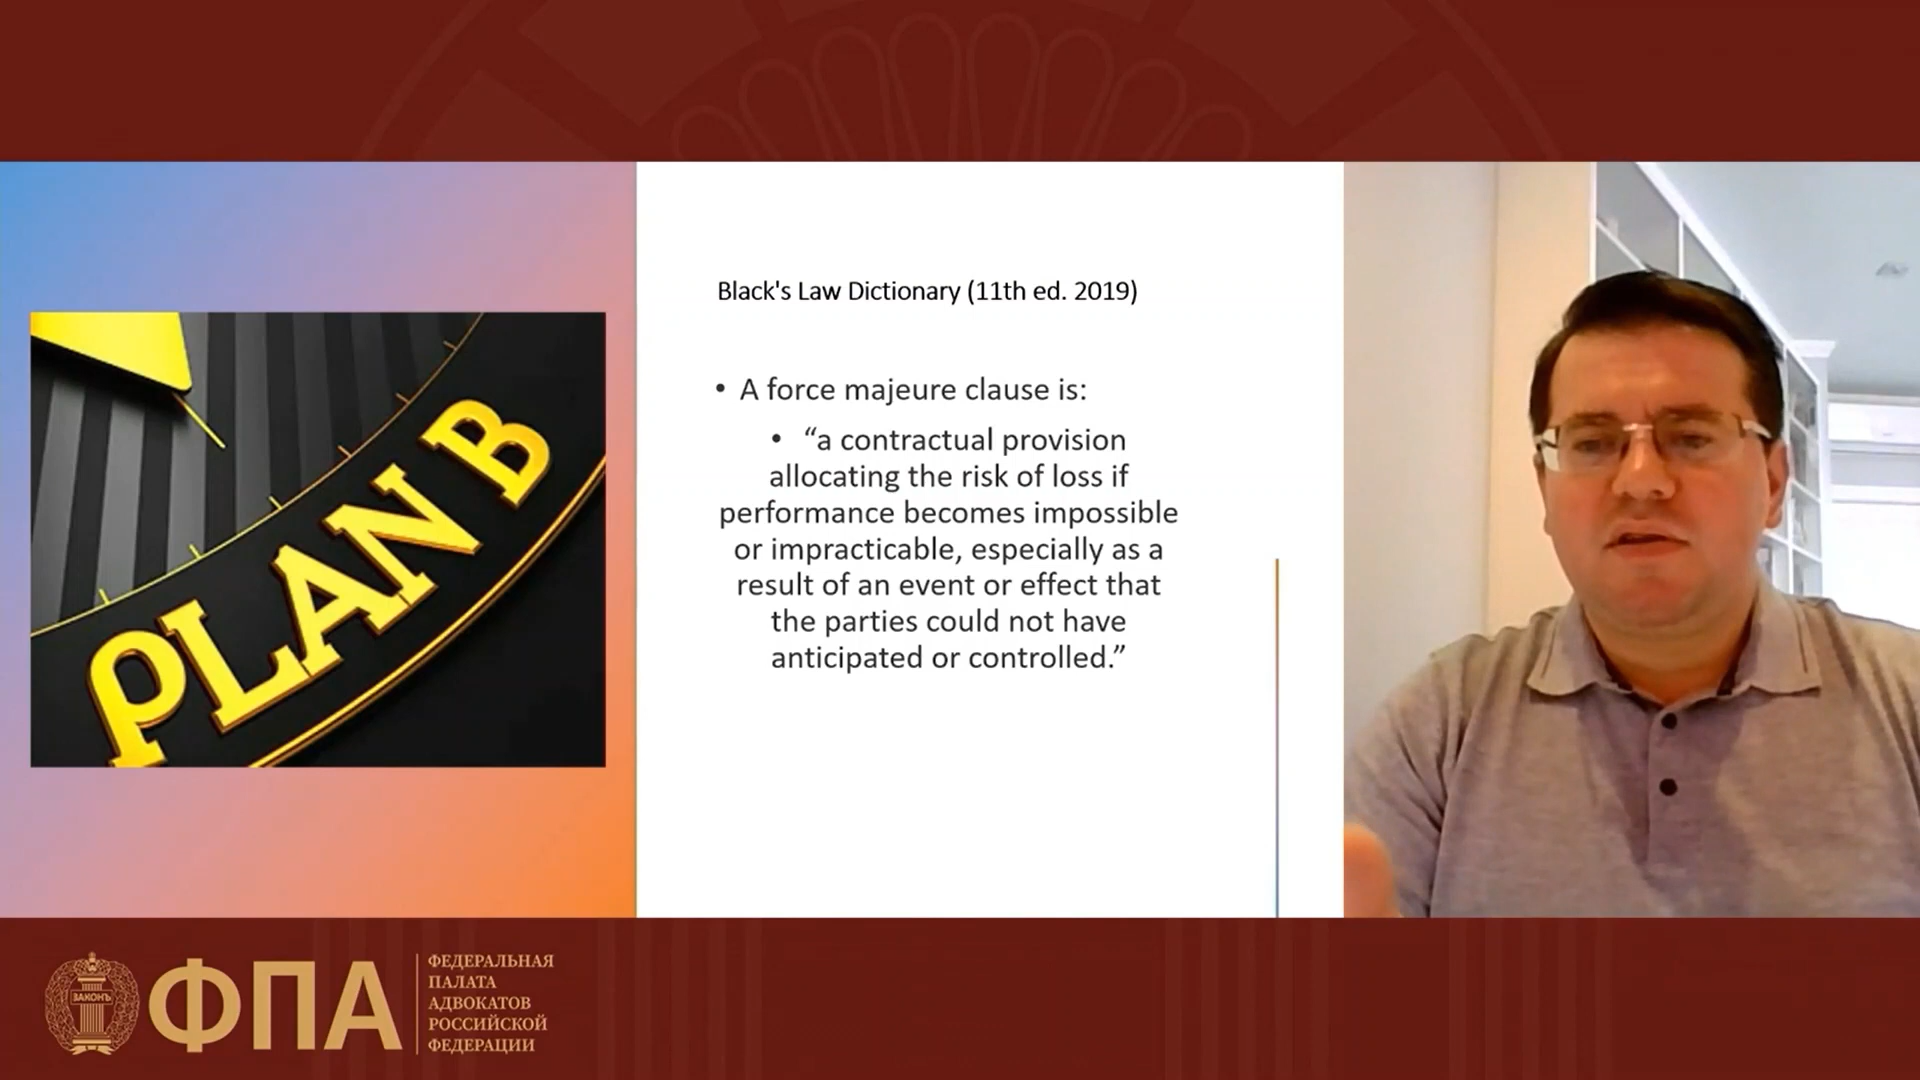 PLAN B
Black's Law Dictionary (11th ed. 2019)
• A force majeure clause is:
• “a contractual provision
allocating the risk of loss if
performance becomes impossible
or impracticable, especially as a
result of an event or effect that
the parties could not have
anticipated or controlled.”
ЗАКОНЪ
ФПА
ФЕДЕРАЛЬНАЯ
ПАЛАТА
АДВОКАТОВ
РОССИЙСКОЙ
ФЕДЕРАЦИИ